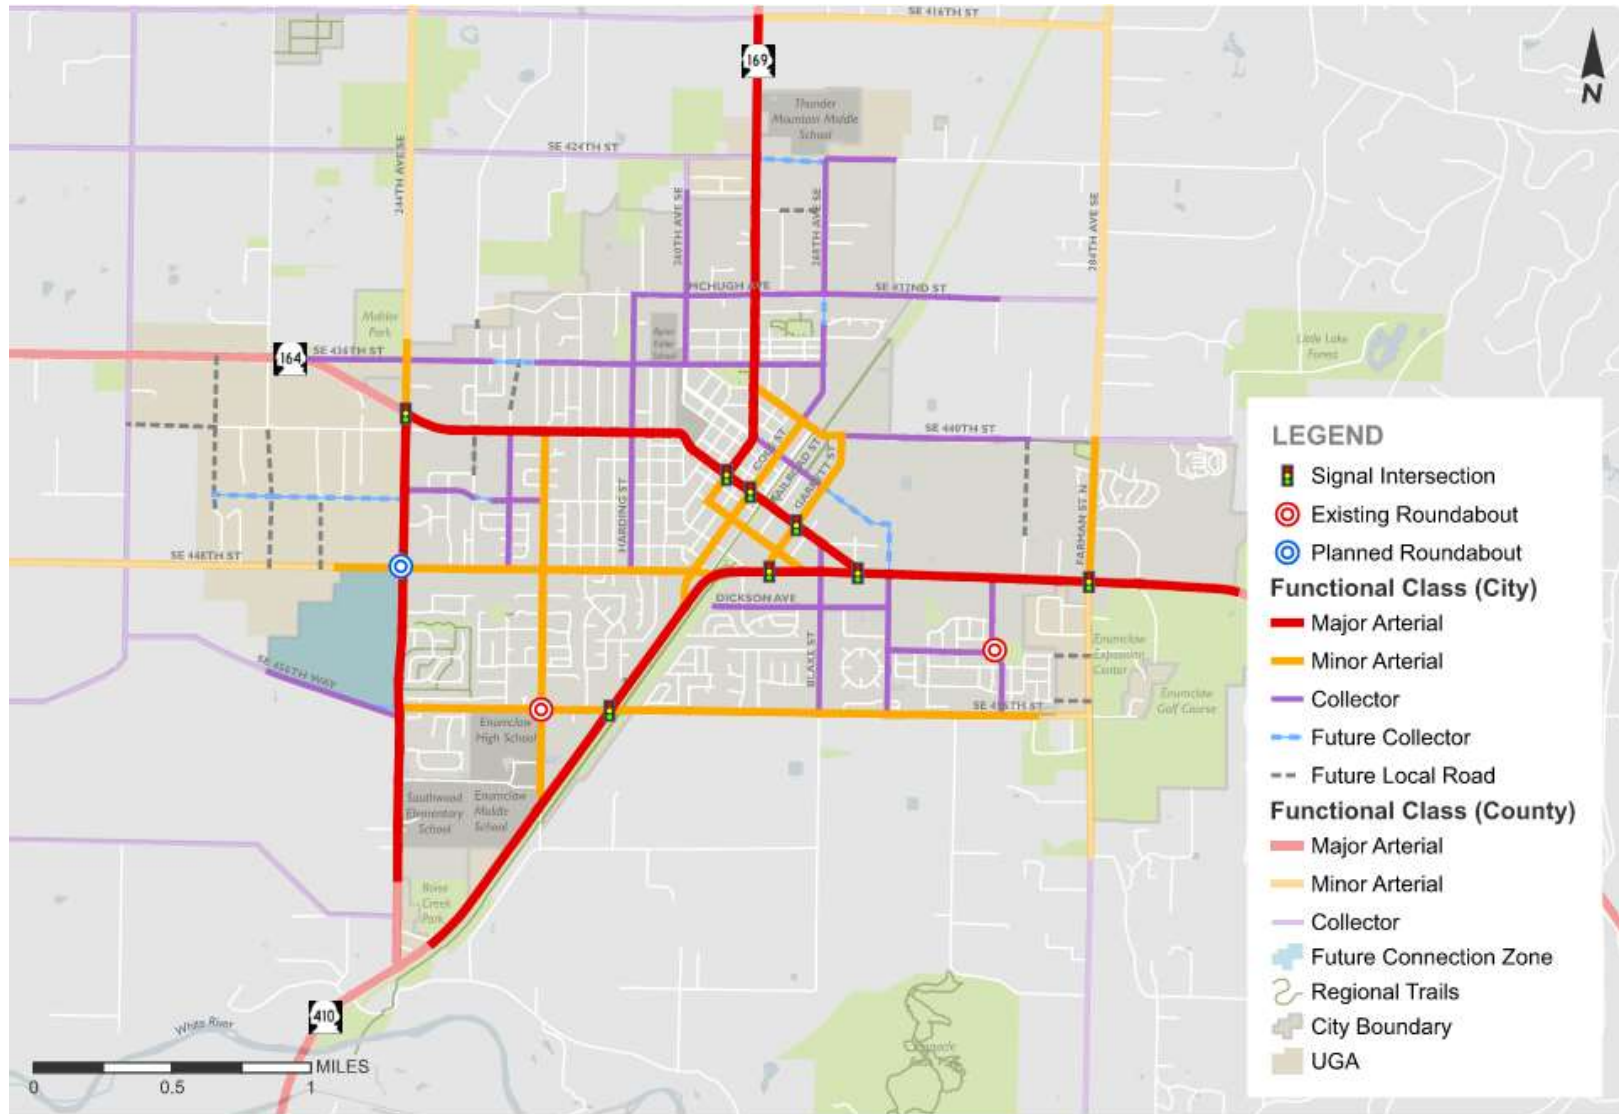 SE 416TH ST
169
N
Thunder
Mountain Middle
School
SE 424TH ST
244TH AVE SE
260TH AVE SE
268TH AVE SE
284TH AVE SE
MCHUGH AVE
SE 432ND ST
Mahler
Park
School
164
SE 436TH ST
Little Lake
Forest
COLE ST
RAILROAD ST
GARRETT ST
SE 440TH ST
HARDING ST
FARMAN ST N
SE 448TH ST
DICKSON AVE
BLAKE ST
Enumclaw
Expo
Center
SE 456TH WAY
Enumclaw
Golf Course
SE 456TH ST
Enumclaw
High School
Southwood
Elementary
School
Enumclaw
Middle
School
Boise
Creek
Park
410
White River
MILES
0
0.5
1
LEGEND
Signal Intersection
Existing Roundabout
Planned Roundabout
Functional Class (City)
Major Arterial
Minor Arterial
Collector
Future Collector
Future Local Road
Functional Class (County)
Major Arterial
Minor Arterial
Collector
Future Connection Zone
Regional Trails
City Boundary
UGA